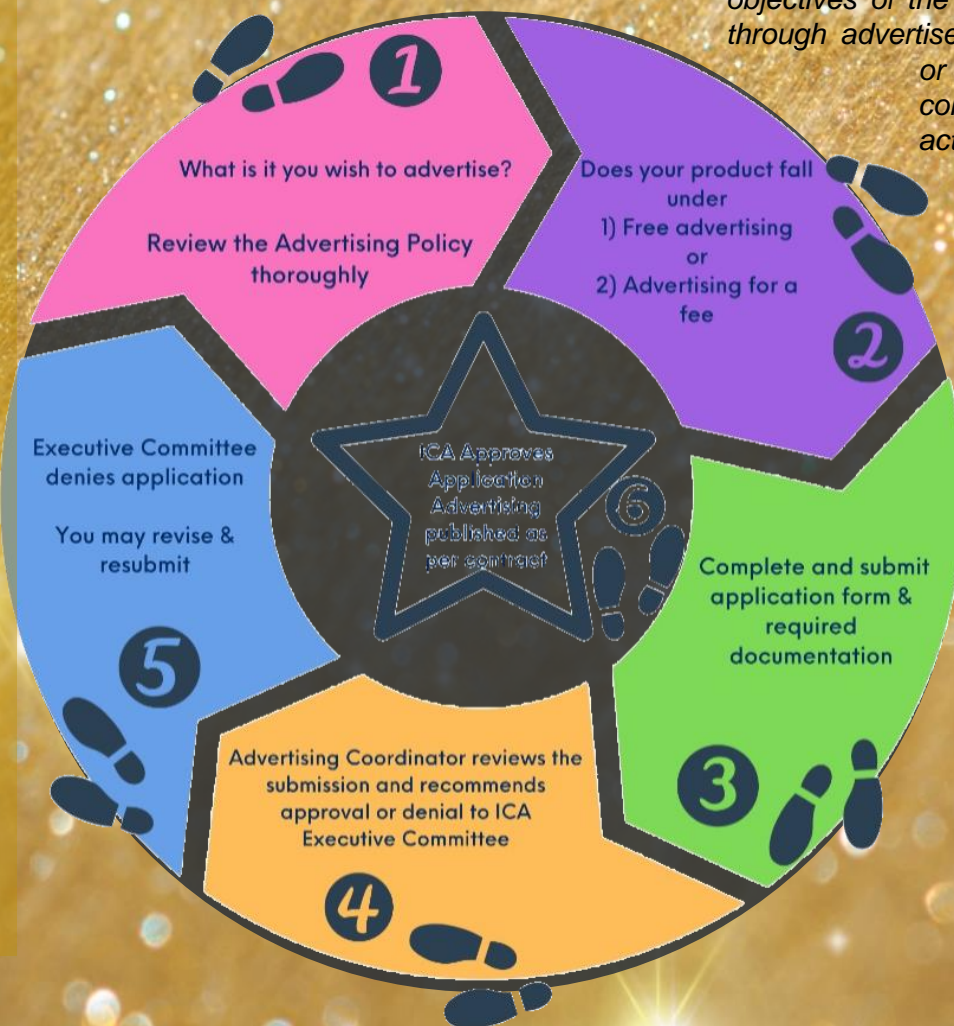 objectives of the
through advertise
or
act
1
What is it you wish to advertise?
Review the Advertising Policy
thoroughly
Does your product fall
under
1) Free advertising
or
2) Advertising for a
fee
2
Complete and submit
application form &
required
documentation
3
Advertising Coordinator reviews the
submission and recommends
approval or denial to ICA
Executive Committee
4
Executive Committee
denies application
You may revise &
resubmit
5
ICA Approves
Application
Advertising
published as
per contract
6